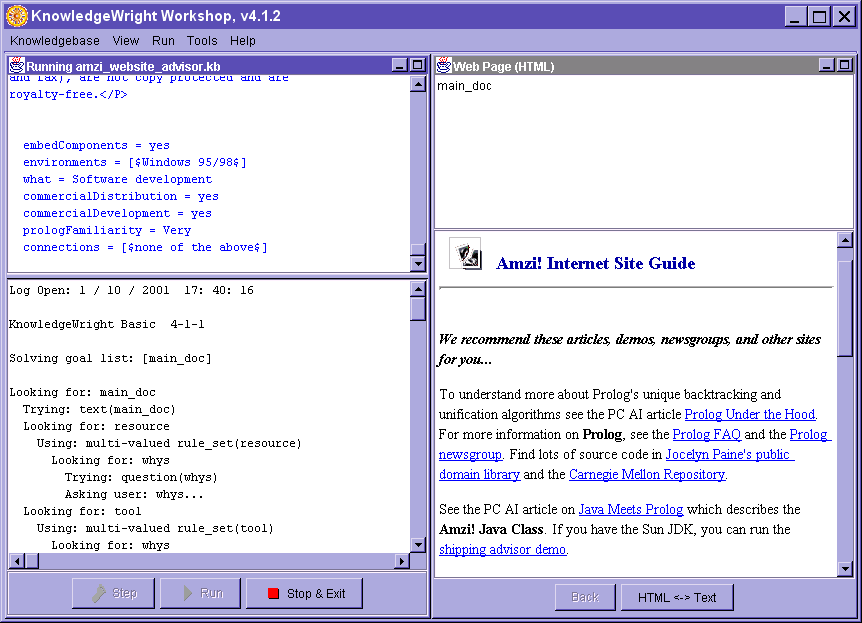 KnowledgeWright Workshop, v4.1.2
Knowledgebase View Run Tools Help
Running amzi_website_advisor.kb
and fax), are not copy protected and are
royalty-free.</P>
embedComponents = yes
environments = [$Windows 95/98$]
what = Software development
commercialDistribution = yes
commercialDevelopment = yes
prologFamiliarity = Very
connections = [$none of the above$]
Log Open: 1 / 10 / 2001  17: 40: 16
KnowledgeWright Basic  4-1-1
Solving goal list: [main_doc]
Looking for: main_doc
Trying: text(main_doc)
Looking for: resource
Using: multi-valued rule_set(resource)
Looking for: whys
Trying: question(whys)
Asking user: whys...
Looking for: tool
Using: multi-valued rule_set(tool)
Looking for: whys
Step
Run
Stop & Exit
Web Page (HTML)
main_doc
Amzi! Internet Site Guide
We recommend these articles, demos, newsgroups, and other sites
for you...
To understand more about Prolog's unique backtracking and
unification algorithms see the PC AI article Prolog Under the Hood.
For more information on Prolog, see the Prolog FAQ and the Prolog
newsgroup. Find lots of source code in Jocelyn Paine's public
domain library and the Carnegie Mellon Repository.
See the PC AI article on Java Meets Prolog which describes the
Amzi! Java Class. If you have the Sun JDK, you can run the
shipping advisor demo.
Back
HTML <-> Text